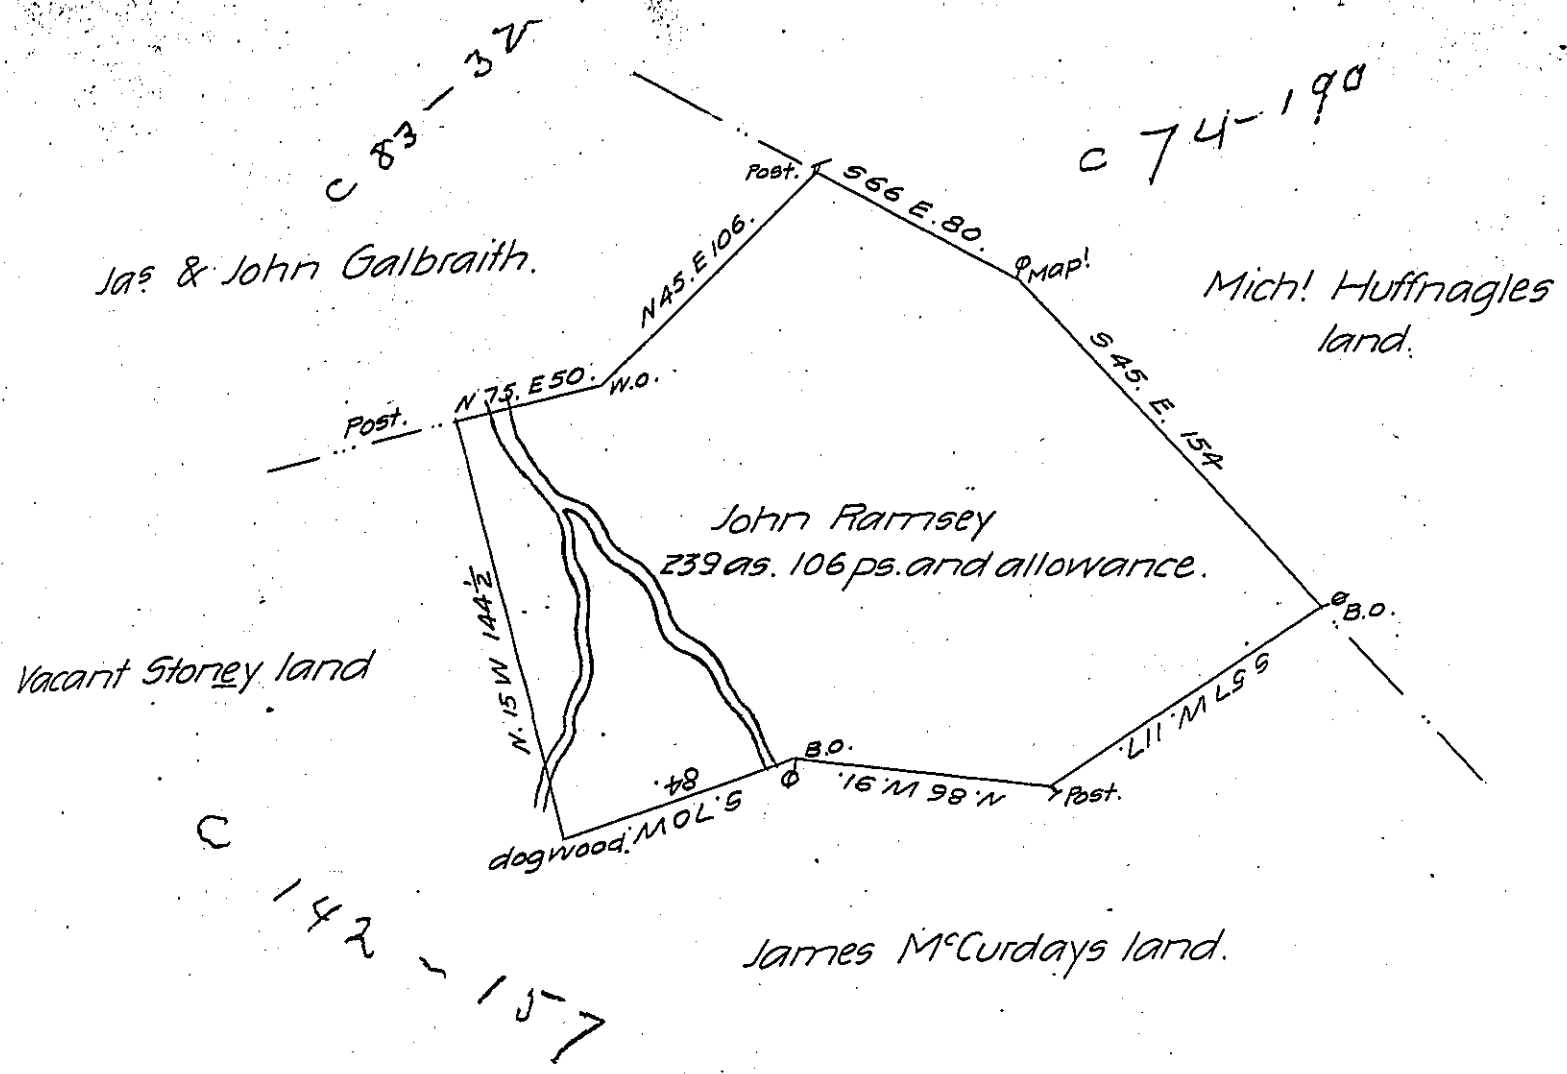 C 83-32
C 74-190
Post.
S 66 E. 80.
N 45. E 106.
Jaˢ & John Galbraith.
Map!
Mich! Huffnagles
land.
S 45. E. 154
N 75. E 50.
W.O.
Post.
John Ramsey
239 as. 106 ps. and allowance.
B.O.
N. 15 W 144½
Vacant Stoney land
S 57 W. 117.
B.O.
84.
S. 70 W.
N. 86 W. 91.
Post.
dogwood.
C 142-157
James McCurdays land.